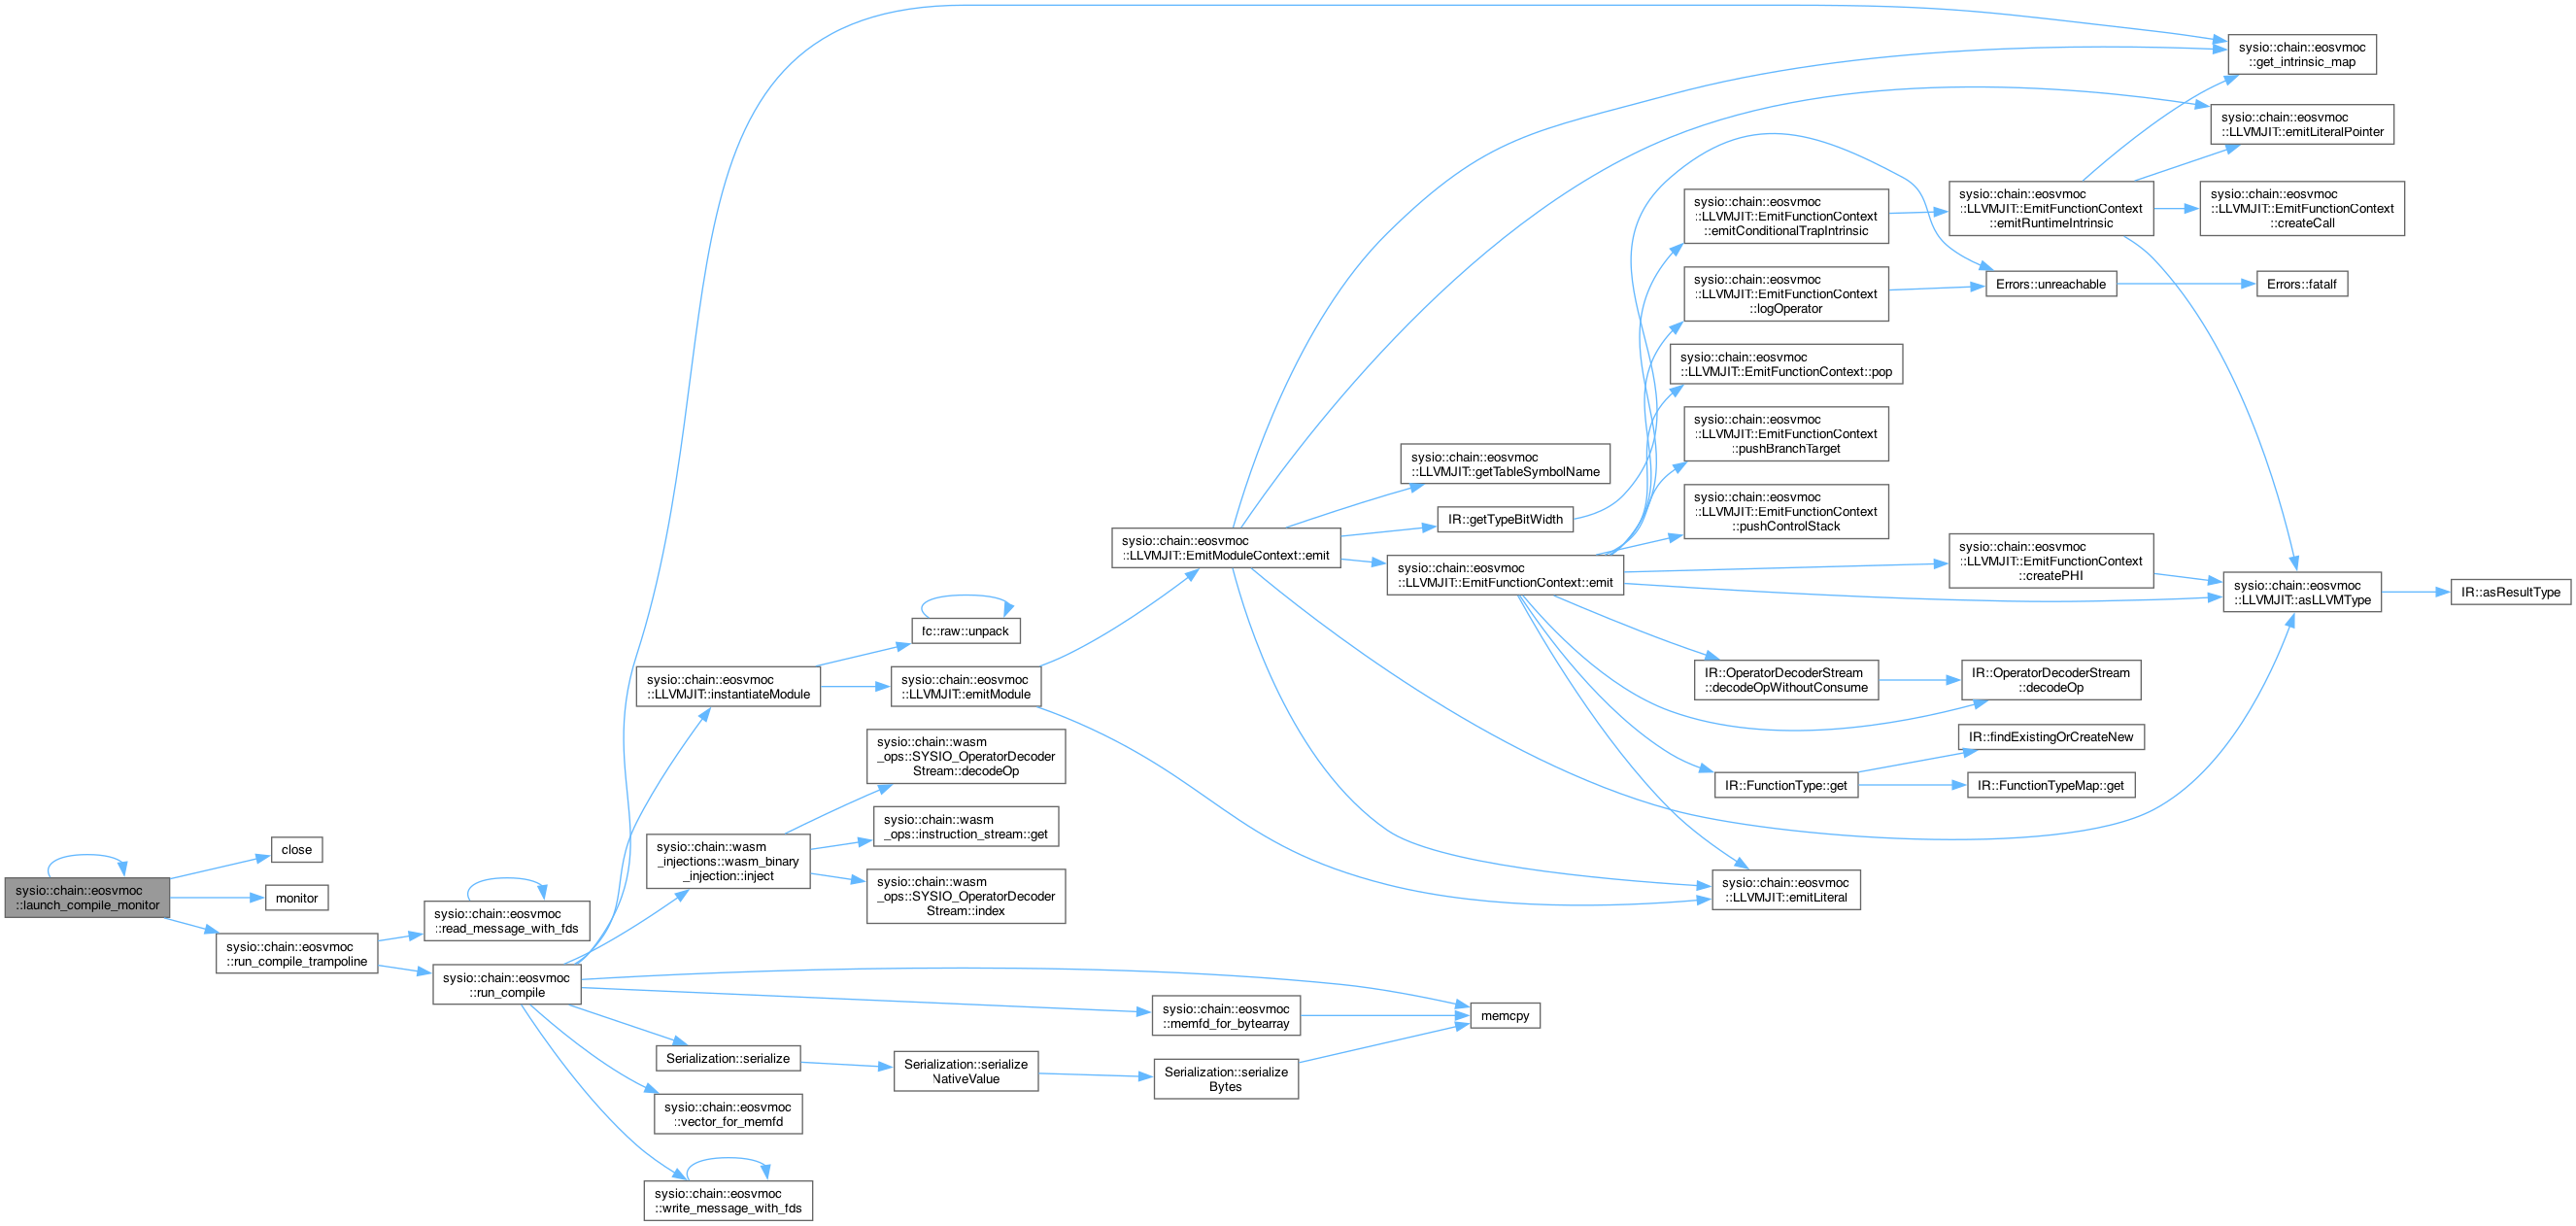 sysio::chain::eosvmoc
::launch_compile_monitor
close
monitor
sysio::chain::eosvmoc
::run_compile_trampoline
sysio::chain::eosvmoc
::read_message_with_fds
sysio::chain::eosvmoc
::run_compile
sysio::chain::eosvmoc
::LLVMJIT::instantiateModule
fc::raw::unpack
sysio::chain::eosvmoc
::LLVMJIT::emitModule
sysio::chain::wasm
_injections::wasm_binary
_injection::inject
sysio::chain::wasm
_ops::SYSIO_OperatorDecoder
Stream::decodeOp
sysio::chain::wasm
_ops::instruction_stream::get
sysio::chain::wasm
_ops::SYSIO_OperatorDecoder
Stream::index
Serialization::serialize
Serialization::serialize
NativeValue
Serialization::serialize
Bytes
sysio::chain::eosvmoc
::memfd_for_bytearray
memcpy
sysio::chain::eosvmoc
::vector_for_memfd
sysio::chain::eosvmoc
::write_message_with_fds
sysio::chain::eosvmoc
::LLVMJIT::EmitModuleContext::emit
sysio::chain::eosvmoc
::LLVMJIT::getTableSymbolName
IR::getTypeBitWidth
sysio::chain::eosvmoc
::LLVMJIT::EmitFunctionContext::emit
sysio::chain::eosvmoc
::LLVMJIT::EmitFunctionContext
::emitConditionalTrapIntrinsic
sysio::chain::eosvmoc
::LLVMJIT::EmitFunctionContext
::logOperator
sysio::chain::eosvmoc
::LLVMJIT::EmitFunctionContext::pop
sysio::chain::eosvmoc
::LLVMJIT::EmitFunctionContext
::pushBranchTarget
sysio::chain::eosvmoc
::LLVMJIT::EmitFunctionContext
::pushControlStack
IR::OperatorDecoderStream
::decodeOpWithoutConsume
IR::FunctionType::get
sysio::chain::eosvmoc
::LLVMJIT::emitLiteral
sysio::chain::eosvmoc
::LLVMJIT::EmitFunctionContext
::emitRuntimeIntrinsic
Errors::unreachable
sysio::chain::eosvmoc
::LLVMJIT::EmitFunctionContext
::createPHI
IR::OperatorDecoderStream
::decodeOp
IR::findExistingOrCreateNew
IR::FunctionTypeMap::get
sysio::chain::eosvmoc
::get_intrinsic_map
sysio::chain::eosvmoc
::LLVMJIT::emitLiteralPointer
sysio::chain::eosvmoc
::LLVMJIT::EmitFunctionContext
::createCall
Errors::fatalf
sysio::chain::eosvmoc
::LLVMJIT::asLLVMType
IR::asResultType